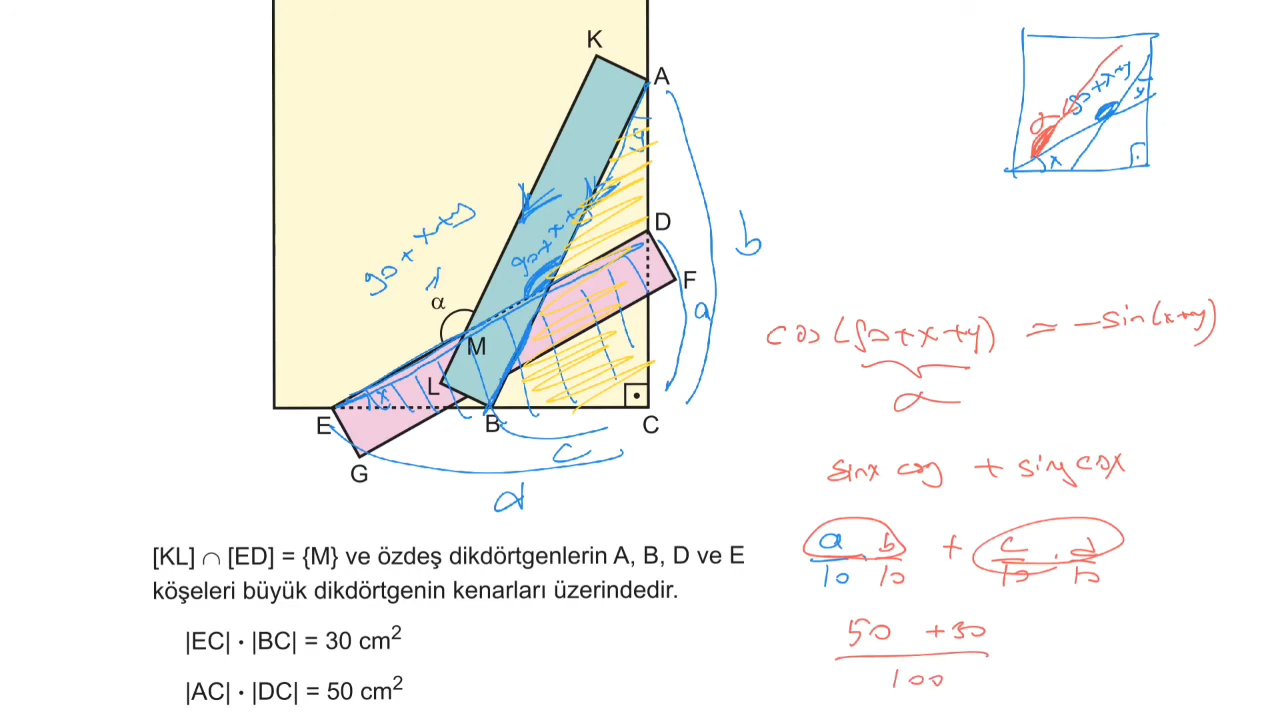 K
A
y
b
D
90+x+y
90+x+y
F
α
a
M
x
L
E
B
C
c
G
d
α
90+x+y
y
x
cos(90+x+y) = -sin(x+y)
α
sinx cosy + siny cosx
a/10 b/10 + c/10 . d/10
50 + 30
100
[KL] ∩ [ED] = {M} ve özdeş dikdörtgenlerin A, B, D ve E
köşeleri büyük dikdörtgenin kenarları üzerindedir.
|EC| · |BC| = 30 cm²
|AC| · |DC| = 50 cm²